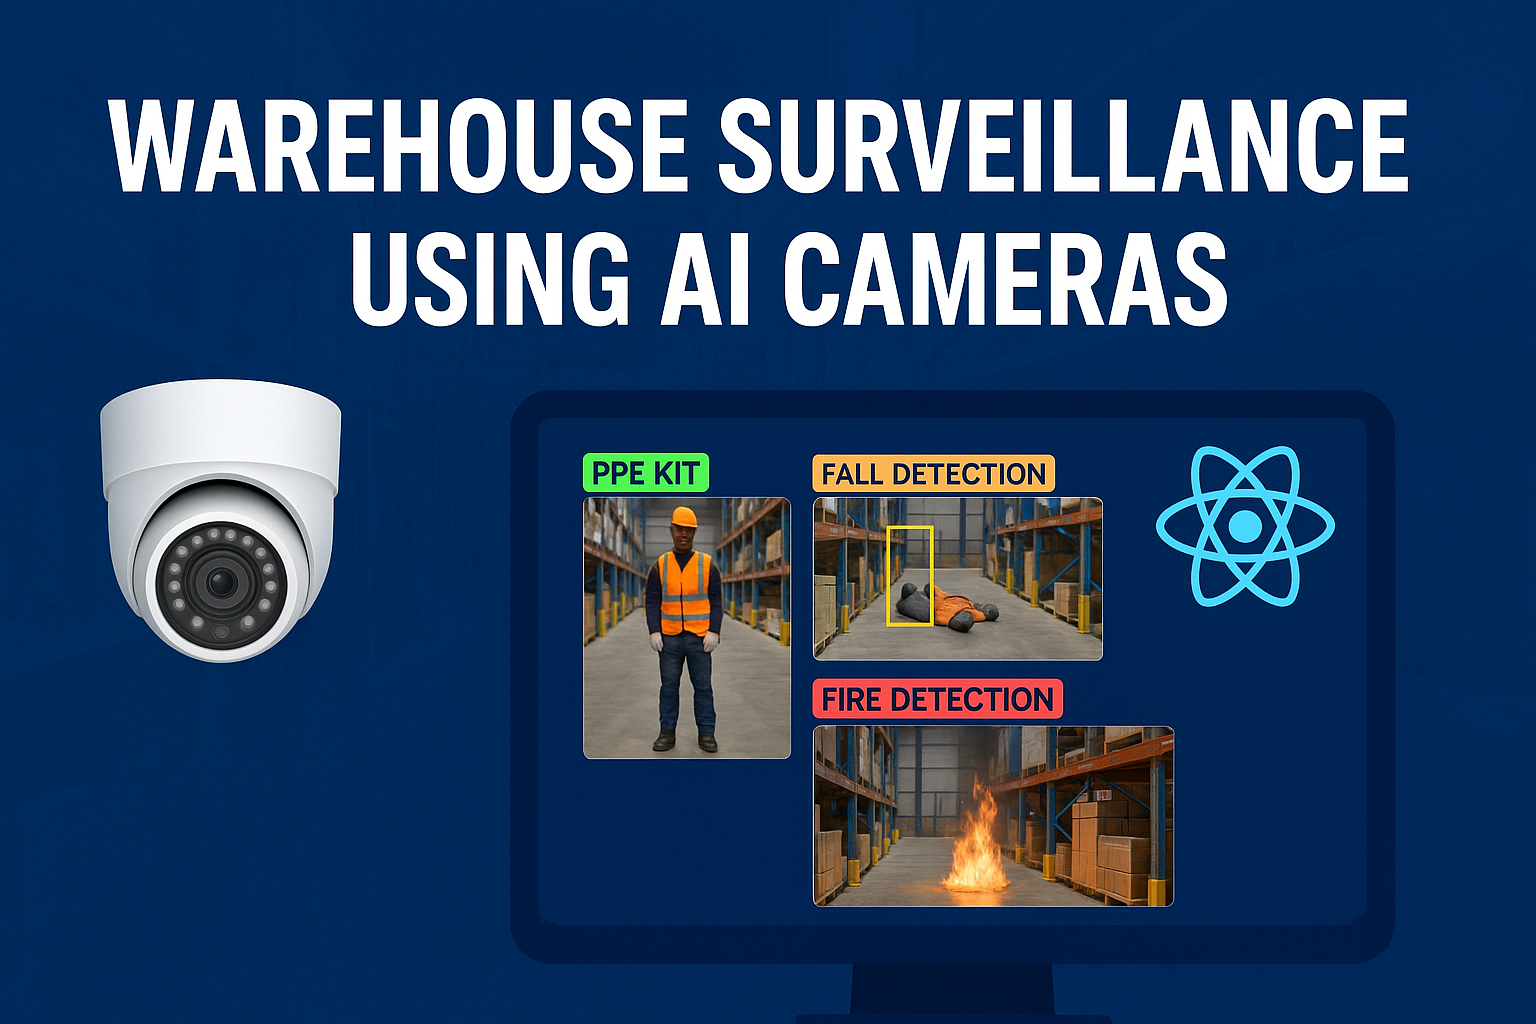 WAREHOUSE SURVEILLANCE
USING AI CAMERAS
PPE KIT
FALL DETECTION
FIRE DETECTION